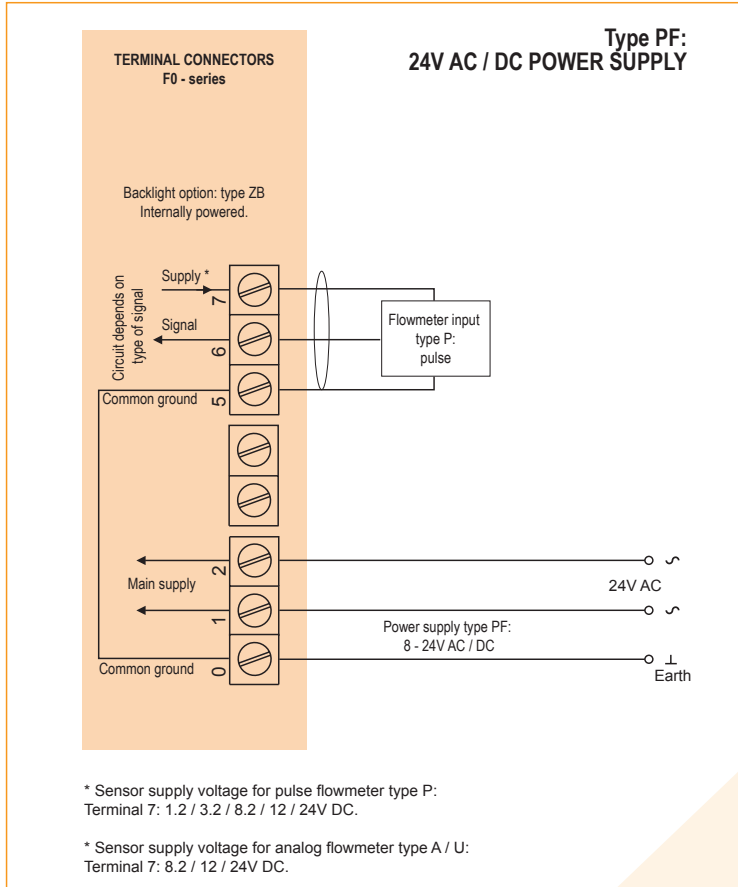 Type PF:
24V AC / DC POWER SUPPLY
TERMINAL CONNECTORS
F0 - series
Backlight option: type ZB
Internally powered.
Circuit depends on
type of signal
Supply *
7
Signal
6
Common ground
5
Flowmeter input
type P:
pulse
2
Main supply
1
24V AC
Power supply type PF:
8 - 24V AC / DC
Common ground
0
Earth
* Sensor supply voltage for pulse flowmeter type P:
Terminal 7: 1.2 / 3.2 / 8.2 / 12 / 24V DC.
* Sensor supply voltage for analog flowmeter type A / U:
Terminal 7: 8.2 / 12 / 24V DC.